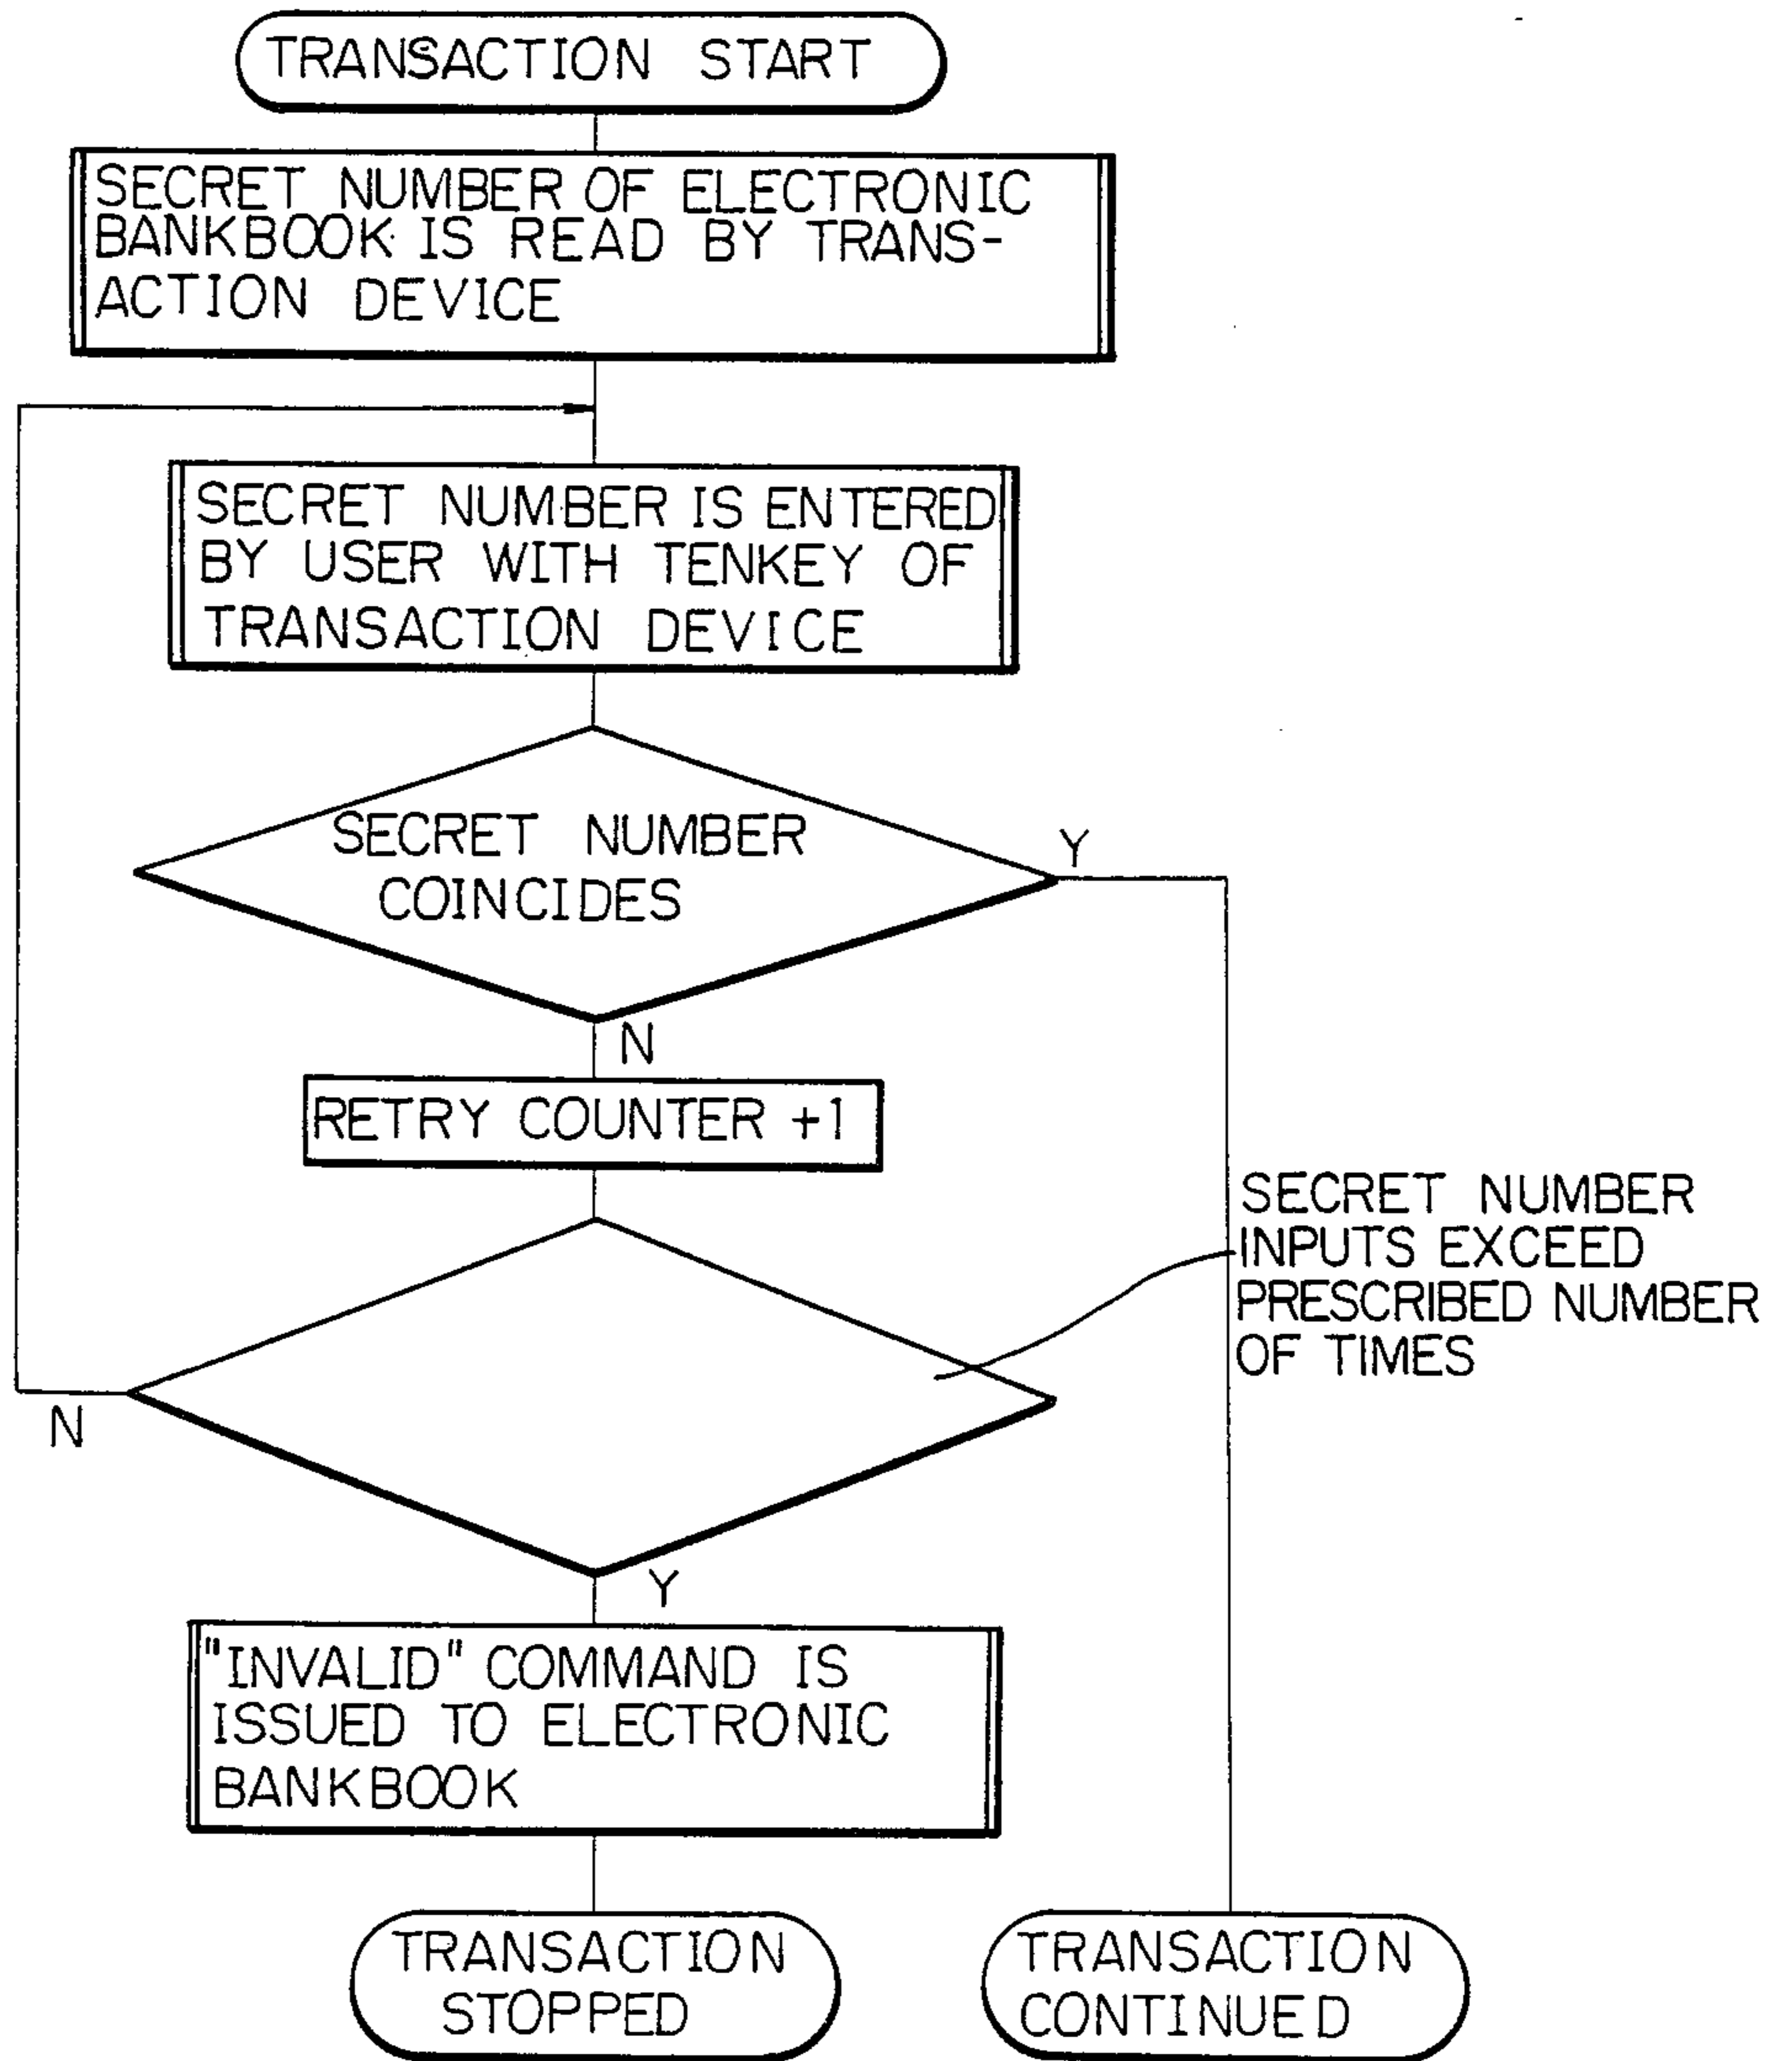 TRANSACTION START
SECRET NUMBER OF ELECTRONIC
BANKBOOK IS READ BY TRANS-
ACTION DEVICE
SECRET NUMBER IS ENTERED
BY USER WITH TENKEY OF
TRANSACTION DEVICE
SECRET NUMBER
COINCIDES
Y
N
RETRY COUNTER +1
SECRET NUMBER
INPUTS EXCEED
PRESCRIBED NUMBER
OF TIMES
N
Y
"INVALID" COMMAND IS
ISSUED TO ELECTRONIC
BANKBOOK
TRANSACTION
STOPPED
TRANSACTION
CONTINUED